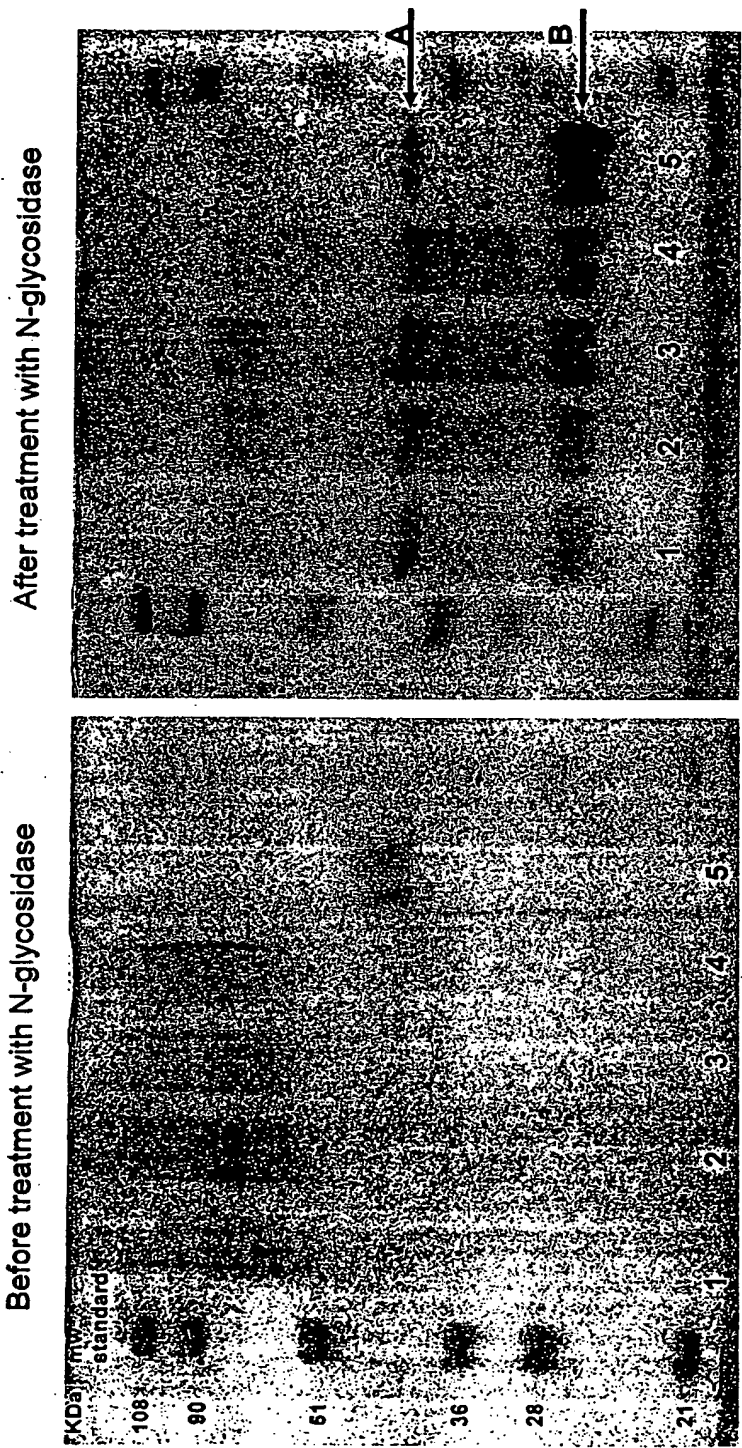 Before treatment with N-glycosidase
[KDa] mw
standard
108
90
51
36
28
21
1 2 3 4 5
After treatment with N-glycosidase
A
B
1 2 3 4 5